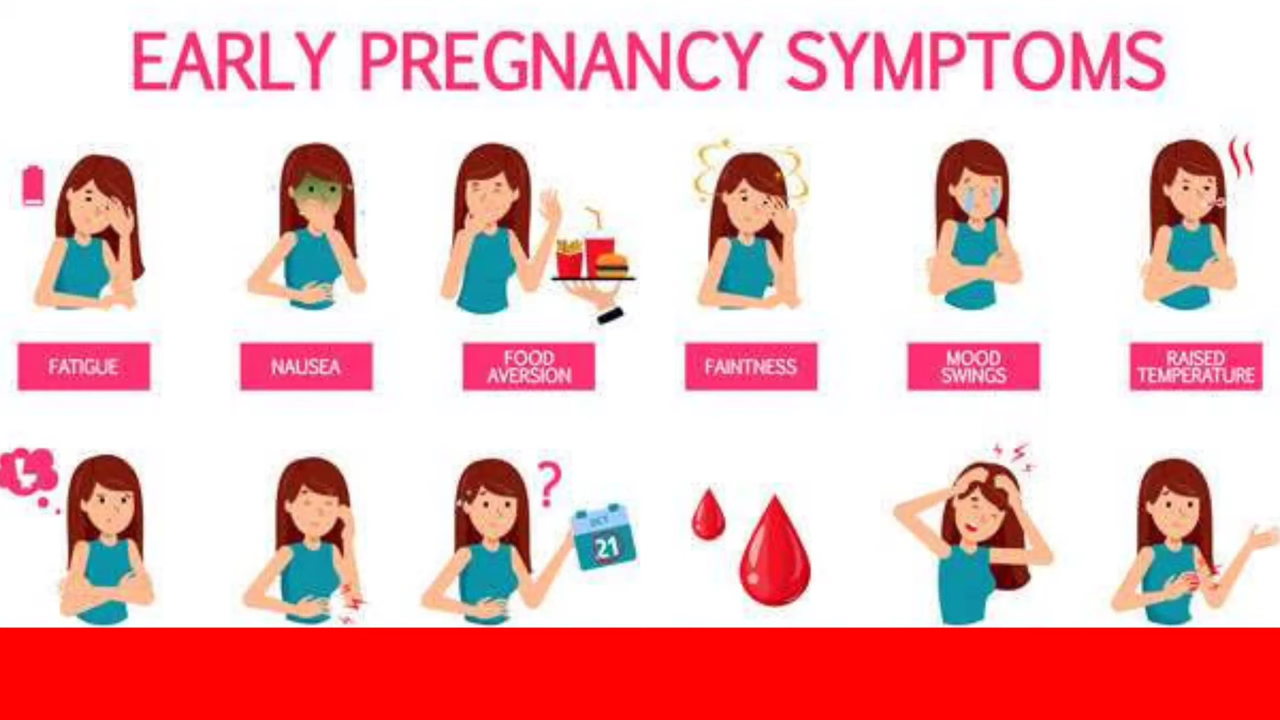 EARLY PREGNANCY SYMPTOMS
FATIGUE
NAUSEA
FOOD
AVERSION
FAINTNESS
MOOD
SWINGS
RAISED
TEMPERATURE
?
OCT
21